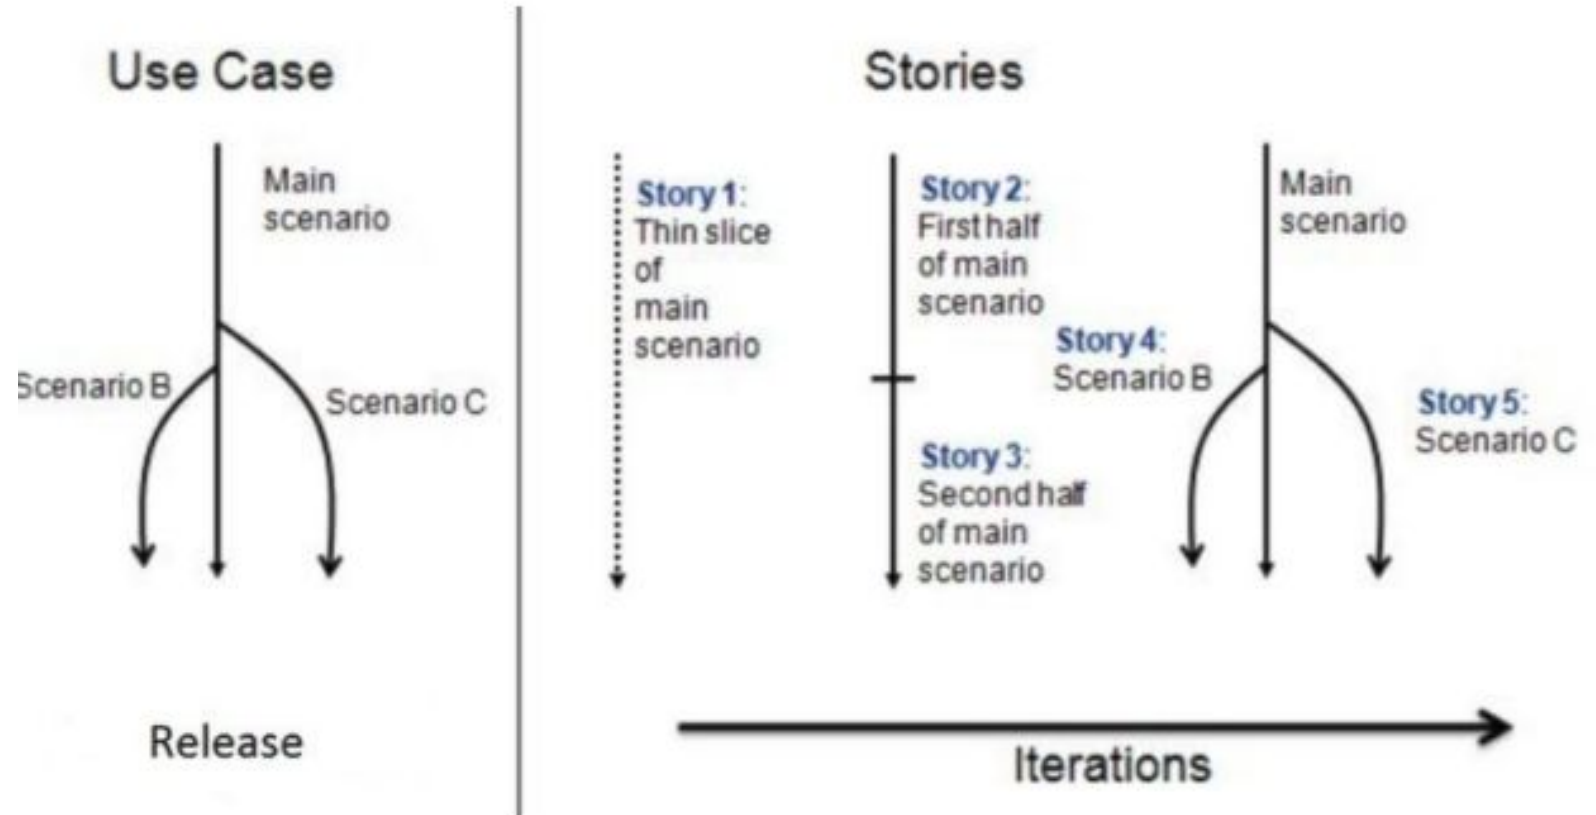 Use Case
Main
scenario
Scenario B
Scenario C
Release
Stories
Story 1:
Thin slice
of
main
scenario
Story 2:
First half
of main
scenario
Story 3:
Second half
of main
scenario
Main
scenario
Story 4:
Scenario B
Story 5:
Scenario C
Iterations